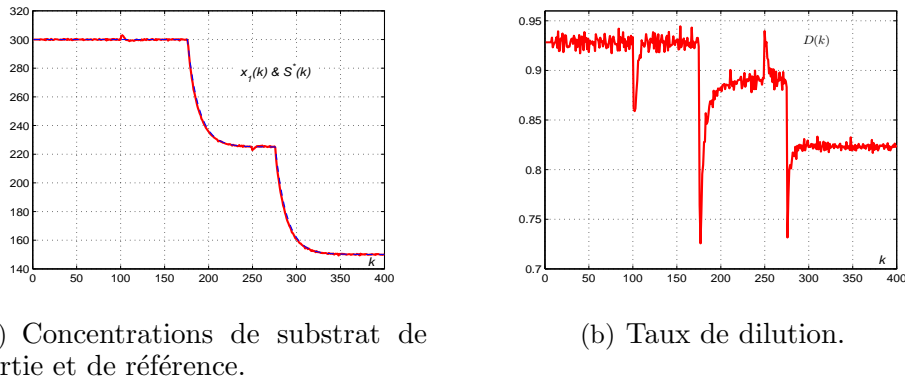 320
300
280
260
240
220
200
180
160
140
0 50 100 150 200 250 300 350 400
x1(k) & S*(k)
k
) Concentrations de substrat de
rtie et de référence.
0.95
0.9
0.85
0.8
0.75
0.7
0 50 100 150 200 250 300 350 400
D(k)
k
(b) Taux de dilution.